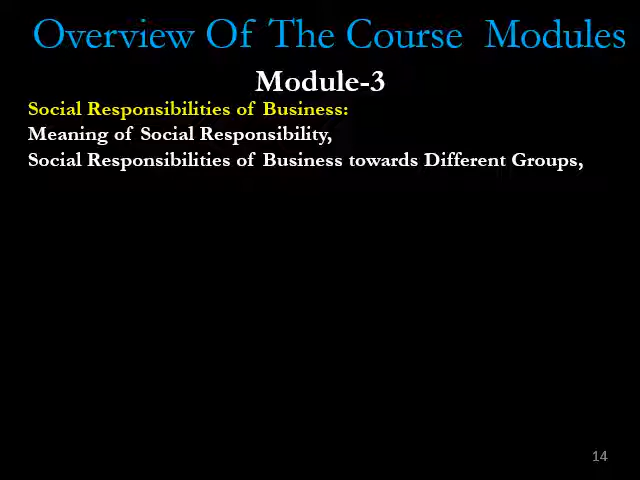 Overview Of The Course Modules
Module-3
Social Responsibilities of Business:
Meaning of Social Responsibility,
Social Responsibilities of Business towards Different Groups,
14